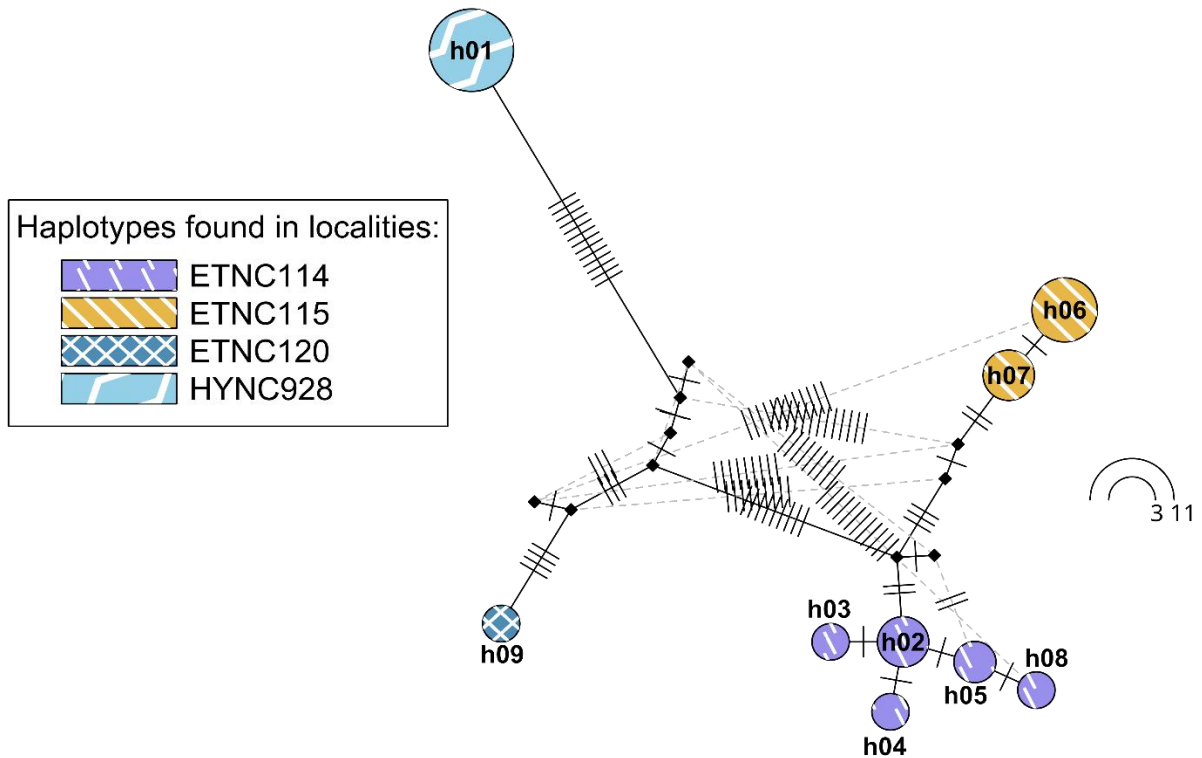 h01
Haplotypes found in localities:
ETNC114
ETNC115
ETNC120
HYNC928
h06
h07
3 11
h03
h02
h09
h05
h08
h04